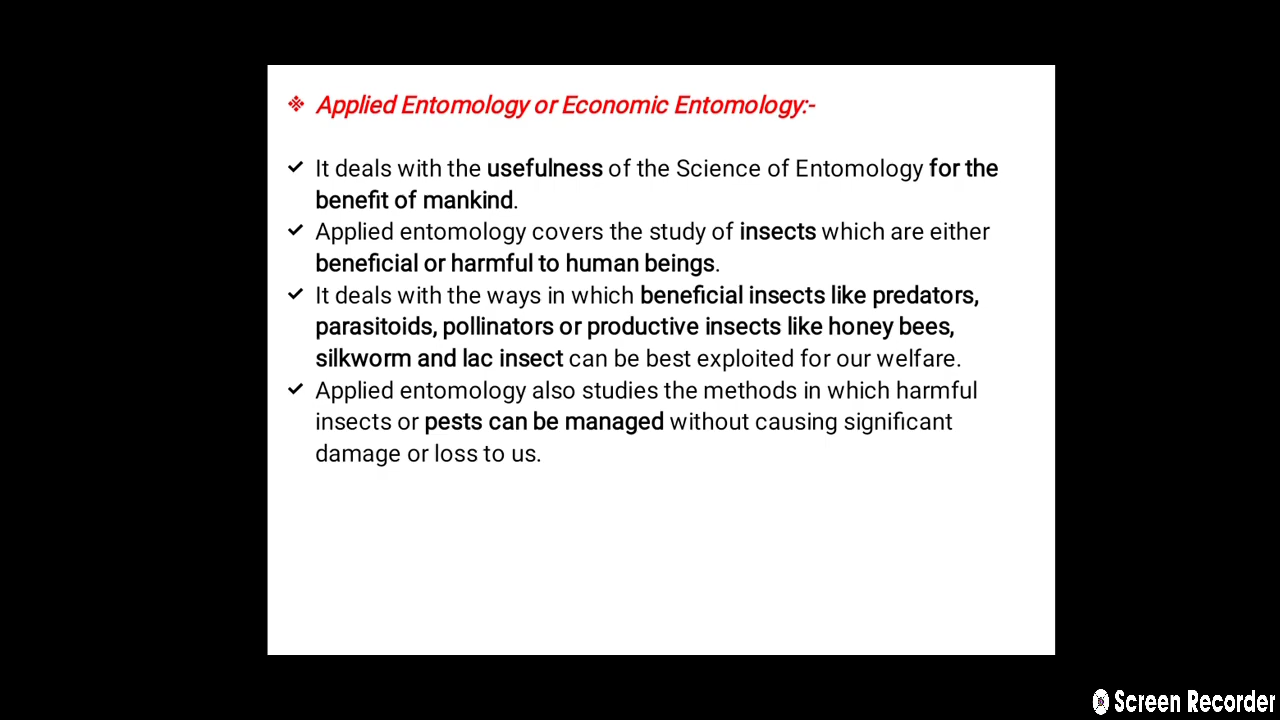 ❖ Applied Entomology or Economic Entomology:-
✓ It deals with the usefulness of the Science of Entomology for the
benefit of mankind.
✓ Applied entomology covers the study of insects which are either
beneficial or harmful to human beings.
✓ It deals with the ways in which beneficial insects like predators,
parasitoids, pollinators or productive insects like honey bees,
silkworm and lac insect can be best exploited for our welfare.
✓ Applied entomology also studies the methods in which harmful
insects or pests can be managed without causing significant
damage or loss to us.
Screen Recorder